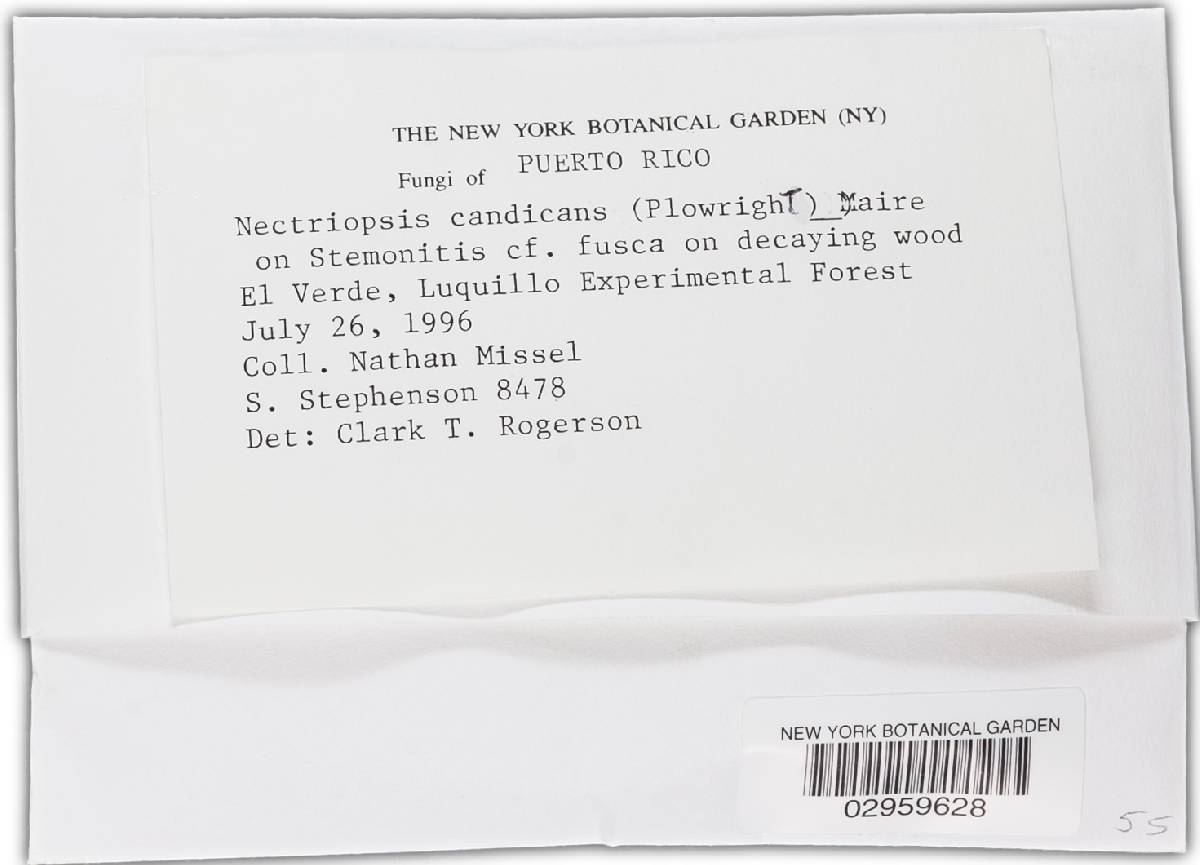 THE NEW YORK BOTANICAL GARDEN (NY)
Fungi of PUERTO RICO
Nectriopsis candicans (Plowright) Maire
on Stemonitis cf. fusca on decaying wood
El Verde, Luquillo Experimental Forest
July 26, 1996
Coll. Nathan Missel
S. Stephenson 8478
Det: Clark T. Rogerson
NEW YORK BOTANICAL GARDEN
02959628
55